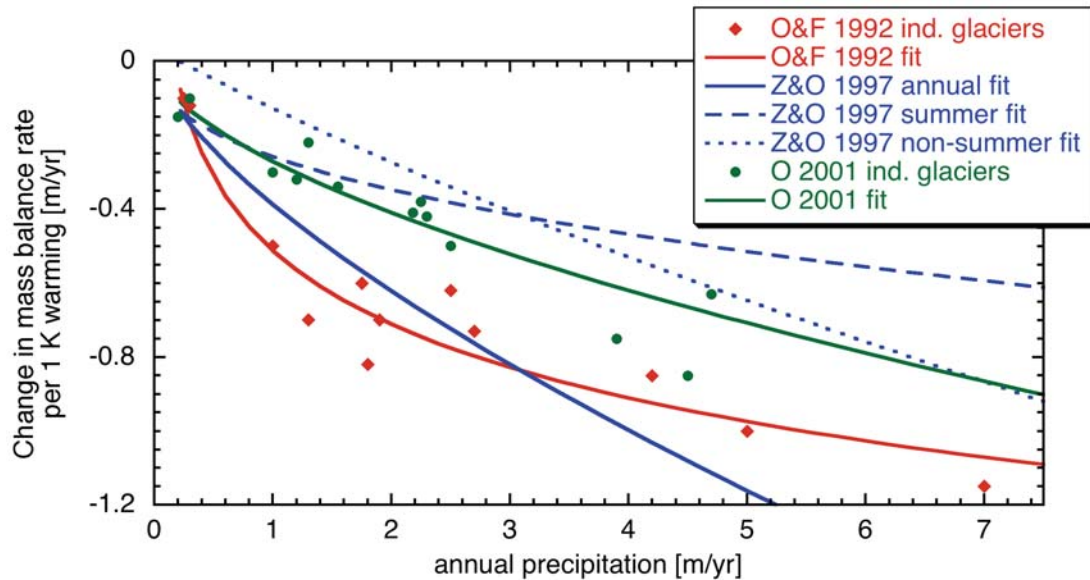 O&F 1992 ind. glaciers
O&F 1992 fit
Z&O 1997 annual fit
Z&O 1997 summer fit
Z&O 1997 non-summer fit
O 2001 ind. glaciers
O 2001 fit
0
-0.4
-0.8
-1.2
Change in mass balance rate
per 1 K warming [m/yr]
0 1 2 3 4 5 6 7
annual precipitation [m/yr]